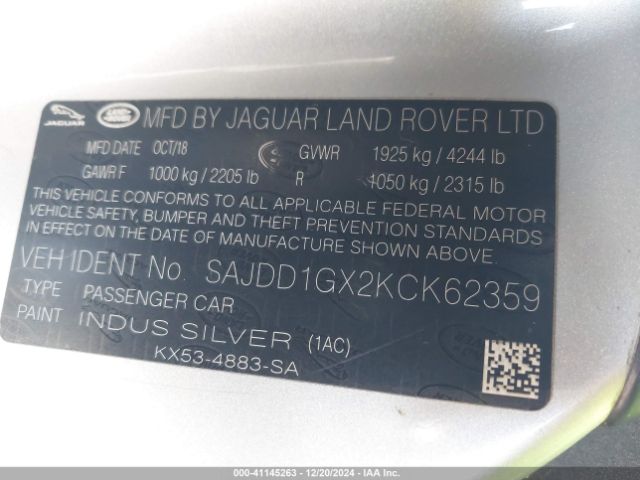 JAGUAR
LAND ROVER
MFD BY JAGUAR LAND ROVER LTD
MFD DATE OCT/18 GVWR 1925 kg / 4244 lb
GAWR F 1000 kg / 2205 lb R 1050 kg / 2315 lb
THIS VEHICLE CONFORMS TO ALL APPLICABLE FEDERAL MOTOR
VEHICLE SAFETY, BUMPER AND THEFT PREVENTION STANDARDS
IN EFFECT ON THE DATE OF MANUFACTURE SHOWN ABOVE.
VEH IDENT No. SAJDD1GX2KCK62359
TYPE PASSENGER CAR
PAINT INDUS SILVER (1AC)
KX53-4883-SA
000-41145263 - 12/20/2024 - IAA Inc.